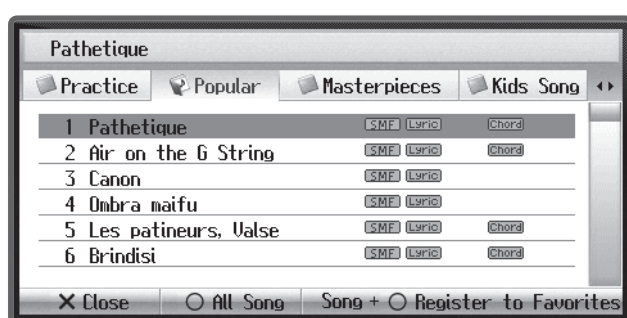 Pathetique
Practice Popular Masterpieces Kids Song
1 Pathetique SMF Lyric Chord
2 Air on the G String SMF Lyric Chord
3 Canon SMF Lyric
4 Ombra maifu SMF Lyric
5 Les patineurs, Valse SMF Lyric Chord
6 Brindisi SMF Lyric Chord
× Close ○ All Song Song + ○ Register to Favorites